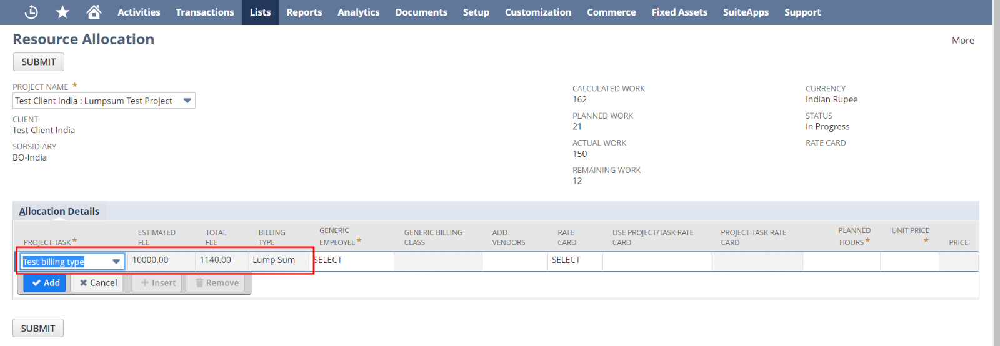 Activities Transactions Lists Reports Analytics Documents Setup Customization Commerce Fixed Assets SuiteApps Support
Resource Allocation
More
SUBMIT
PROJECT NAME *
Test Client India : Lumpsum Test Project
CLIENT
Test Client India
SUBSIDIARY
BO-India
CALCULATED WORK
162
PLANNED WORK
21
ACTUAL WORK
150
REMAINING WORK
12
CURRENCY
Indian Rupee
STATUS
In Progress
RATE CARD
Allocation Details
PROJECT TASK * ESTIMATED FEE TOTAL FEE BILLING TYPE GENERIC EMPLOYEE * GENERIC BILLING CLASS ADD VENDORS RATE CARD USE PROJECT/TASK RATE CARD PROJECT TASK RATE CARD PLANNED HOURS * UNIT PRICE * PRICE
Test billing type 10000.00 1140.00 Lump Sum SELECT SELECT
Add Cancel Insert Remove
SUBMIT